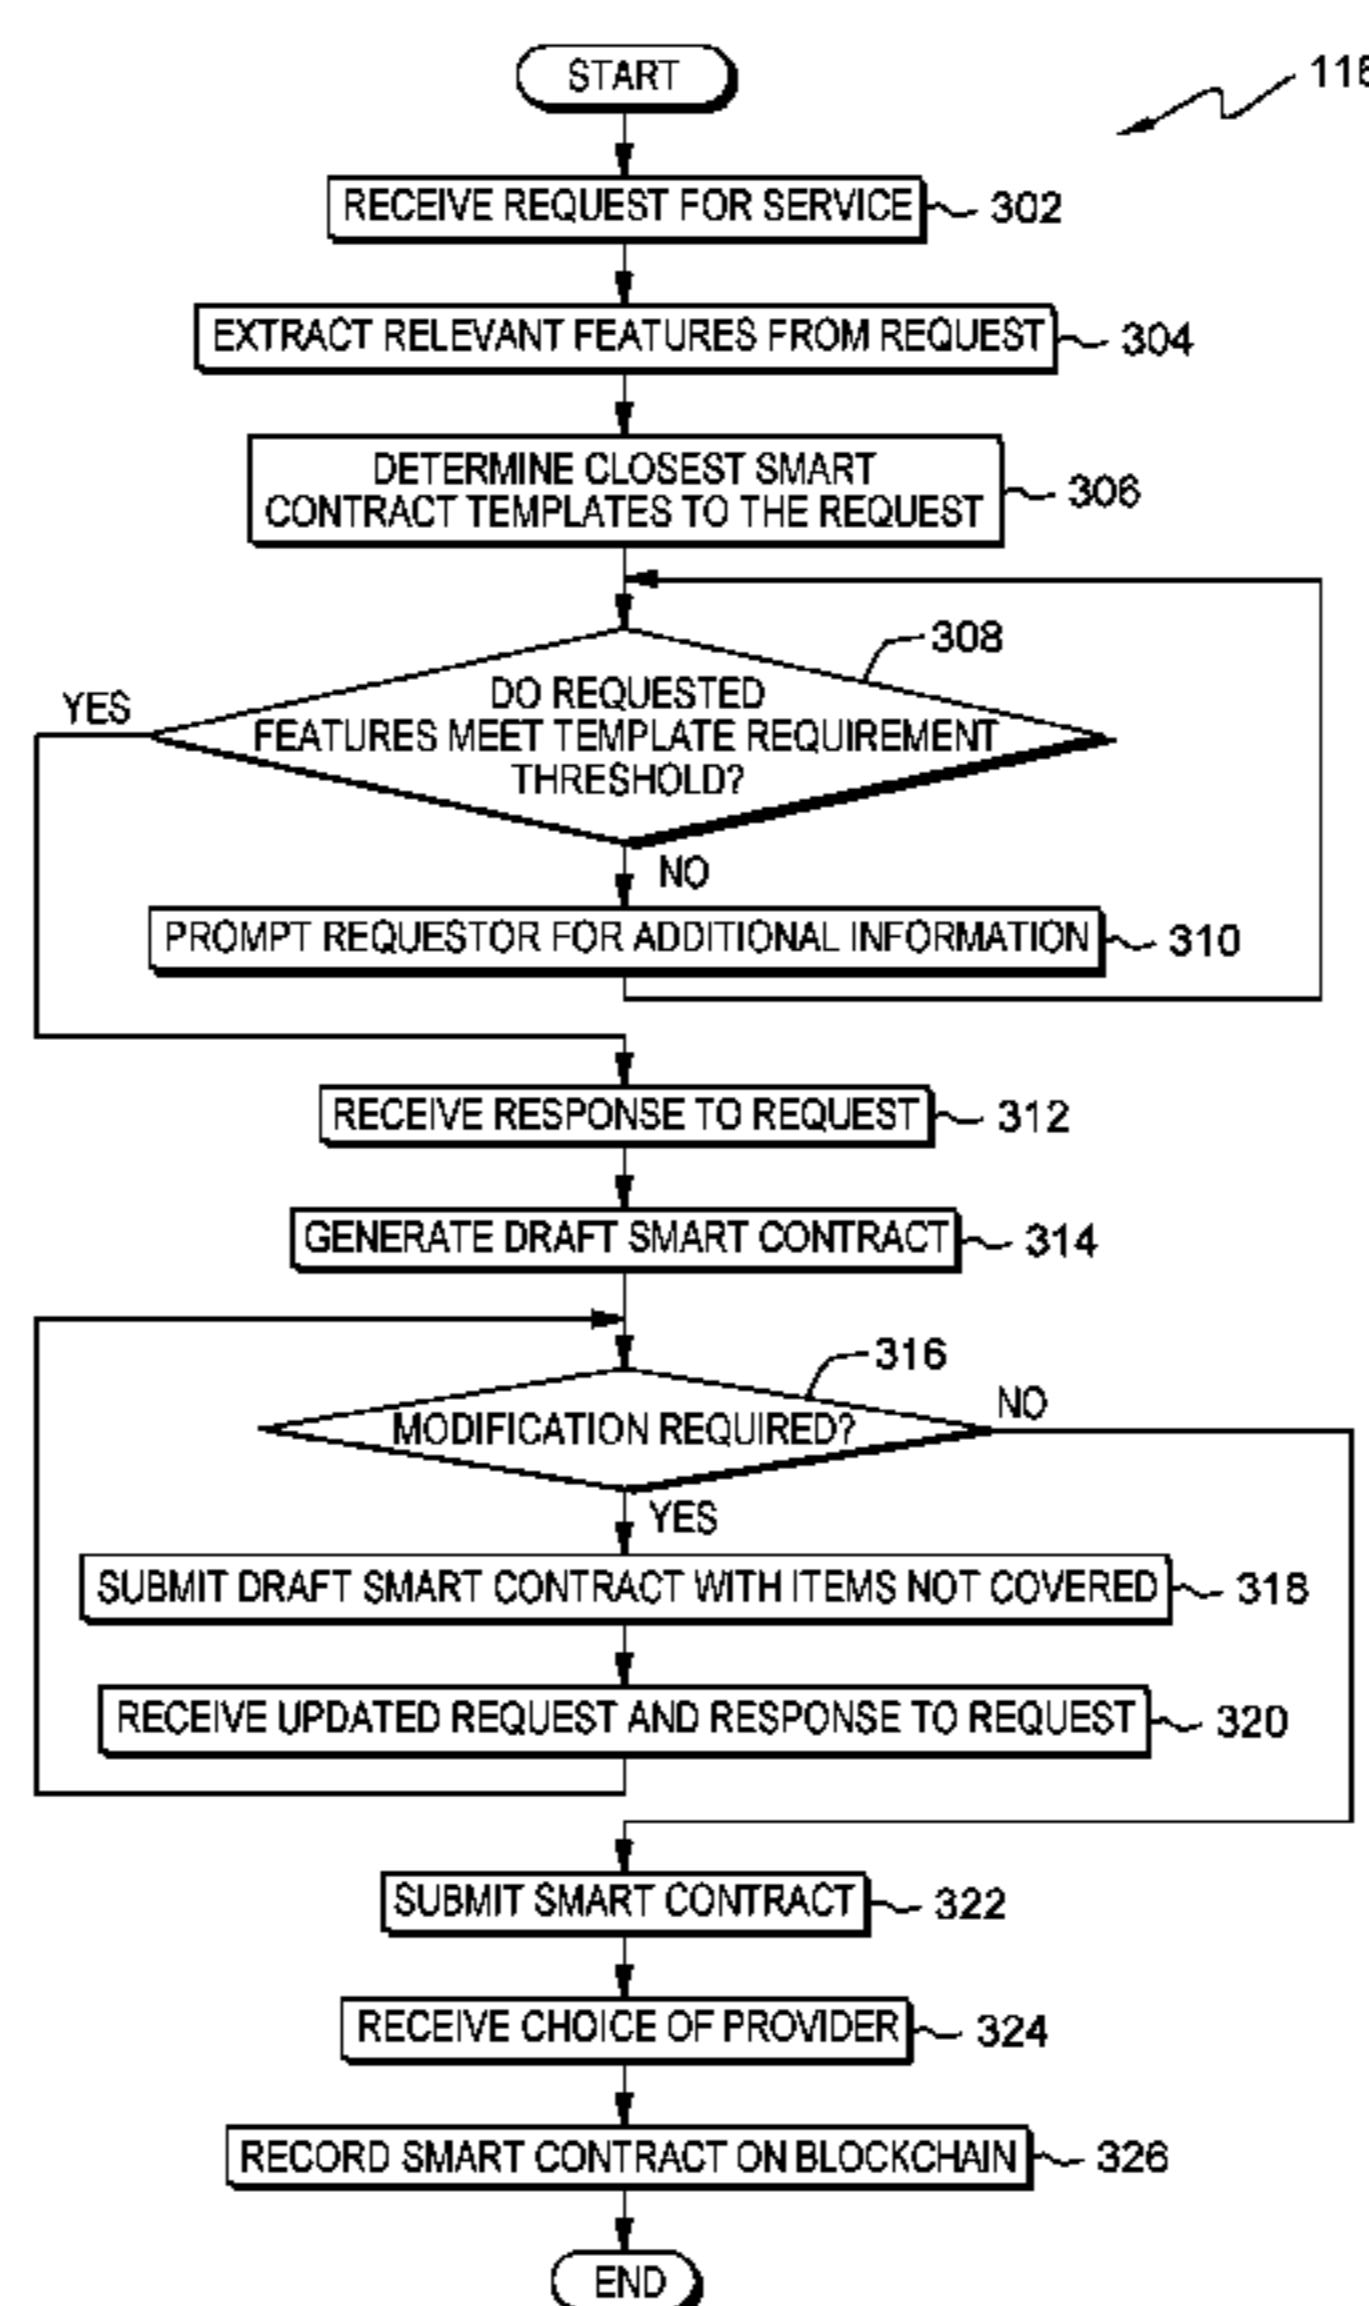 START
RECEIVE REQUEST FOR SERVICE
302
EXTRACT RELEVANT FEATURES FROM REQUEST
304
DETERMINE CLOSEST SMART
CONTRACT TEMPLATES TO THE REQUEST
306
308
DO REQUESTED
FEATURES MEET TEMPLATE REQUIREMENT
THRESHOLD?
YES
NO
PROMPT REQUESTOR FOR ADDITIONAL INFORMATION
310
RECEIVE RESPONSE TO REQUEST
312
GENERATE DRAFT SMART CONTRACT
314
316
MODIFICATION REQUIRED?
NO
YES
SUBMIT DRAFT SMART CONTRACT WITH ITEMS NOT COVERED
318
RECEIVE UPDATED REQUEST AND RESPONSE TO REQUEST
320
SUBMIT SMART CONTRACT
322
RECEIVE CHOICE OF PROVIDER
324
RECORD SMART CONTRACT ON BLOCKCHAIN
326
END